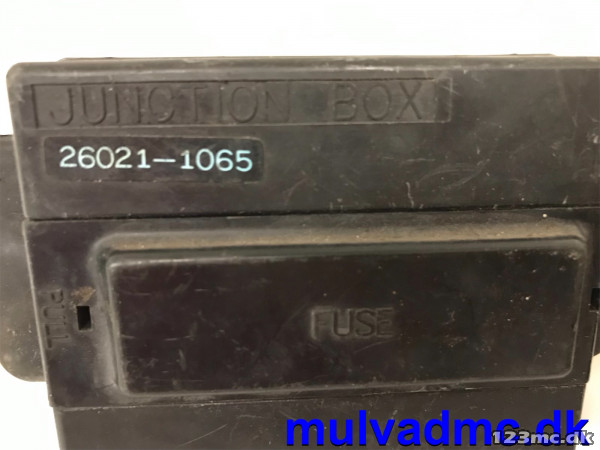 JUNCTION BOX
26021-1065
FUSE
PULL
mulvadmc.dk
123mc.dk